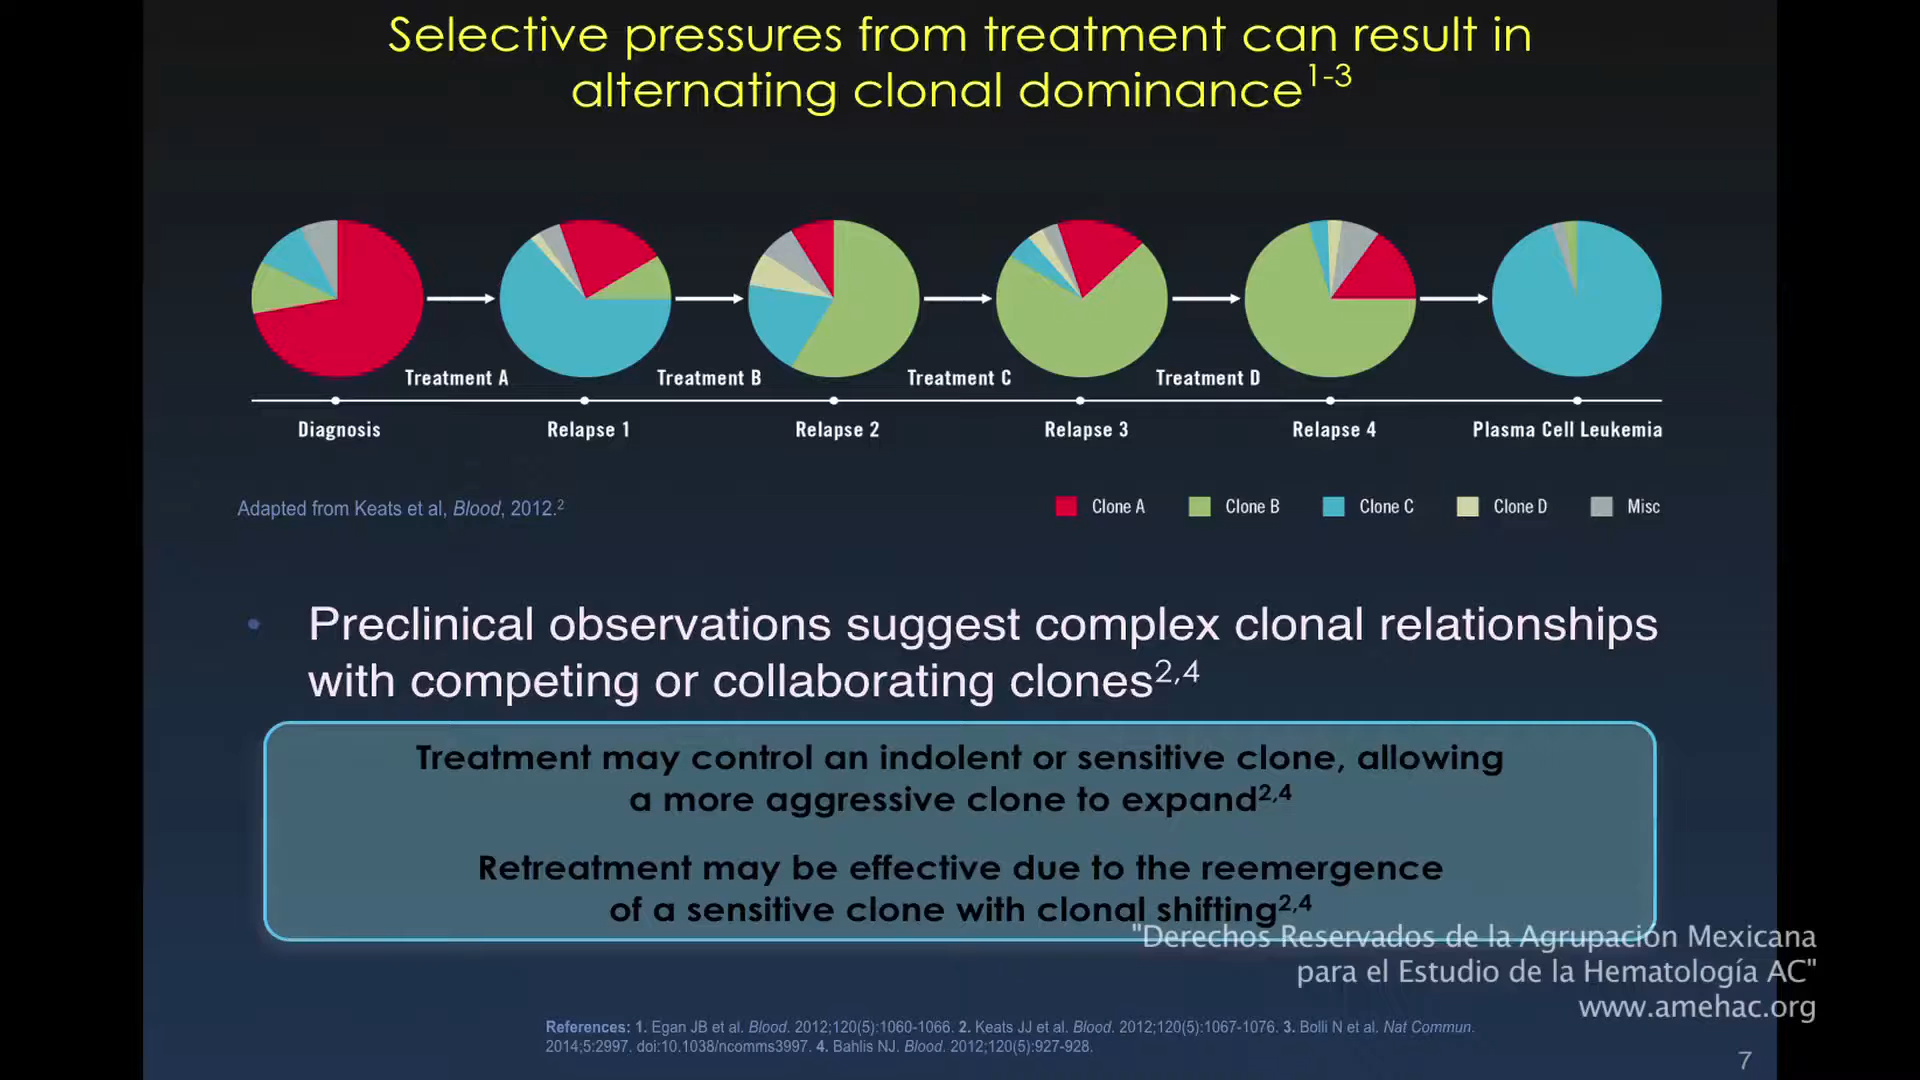 Selective pressures from treatment can result in
alternating clonal dominance1-3
Treatment A
Treatment B
Treatment C
Treatment D
Diagnosis
Relapse 1
Relapse 2
Relapse 3
Relapse 4
Plasma Cell Leukemia
Adapted from Keats et al, Blood, 2012.2
Clone A
Clone B
Clone C
Clone D
Misc
• Preclinical observations suggest complex clonal relationships
with competing or collaborating clones2,4
Treatment may control an indolent or sensitive clone, allowing
a more aggressive clone to expand2,4
Retreatment may be effective due to the reemergence
of a sensitive clone with clonal shifting2,4
"Derechos Reservados de la Agrupación Mexicana
para el Estudio de la Hematología AC"
www.amehac.org
References: 1. Egan JB et al. Blood. 2012;120(5):1060-1066. 2. Keats JJ et al. Blood. 2012;120(5):1067-1076. 3. Bolli N et al. Nat Commun.
2014;5:2997. doi:10.1038/ncomms3997. 4. Bahlis NJ. Blood. 2012;120(5):927-928.
7